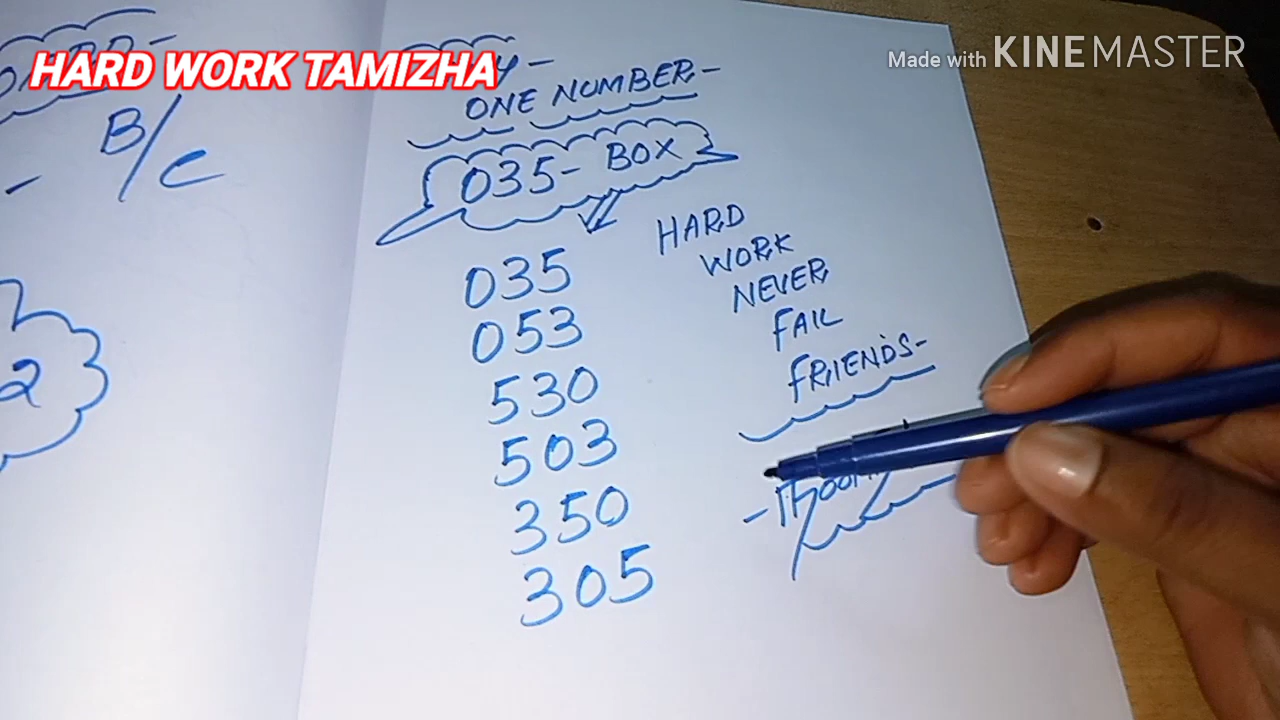 HARD WORK TAMIZHA
Made with KINEMASTER
B/C
2
ONE NUMBER-
035- BOX
035
053
530
503
350
305
HARD
WORK
NEVER
FAIL
FRIENDS-